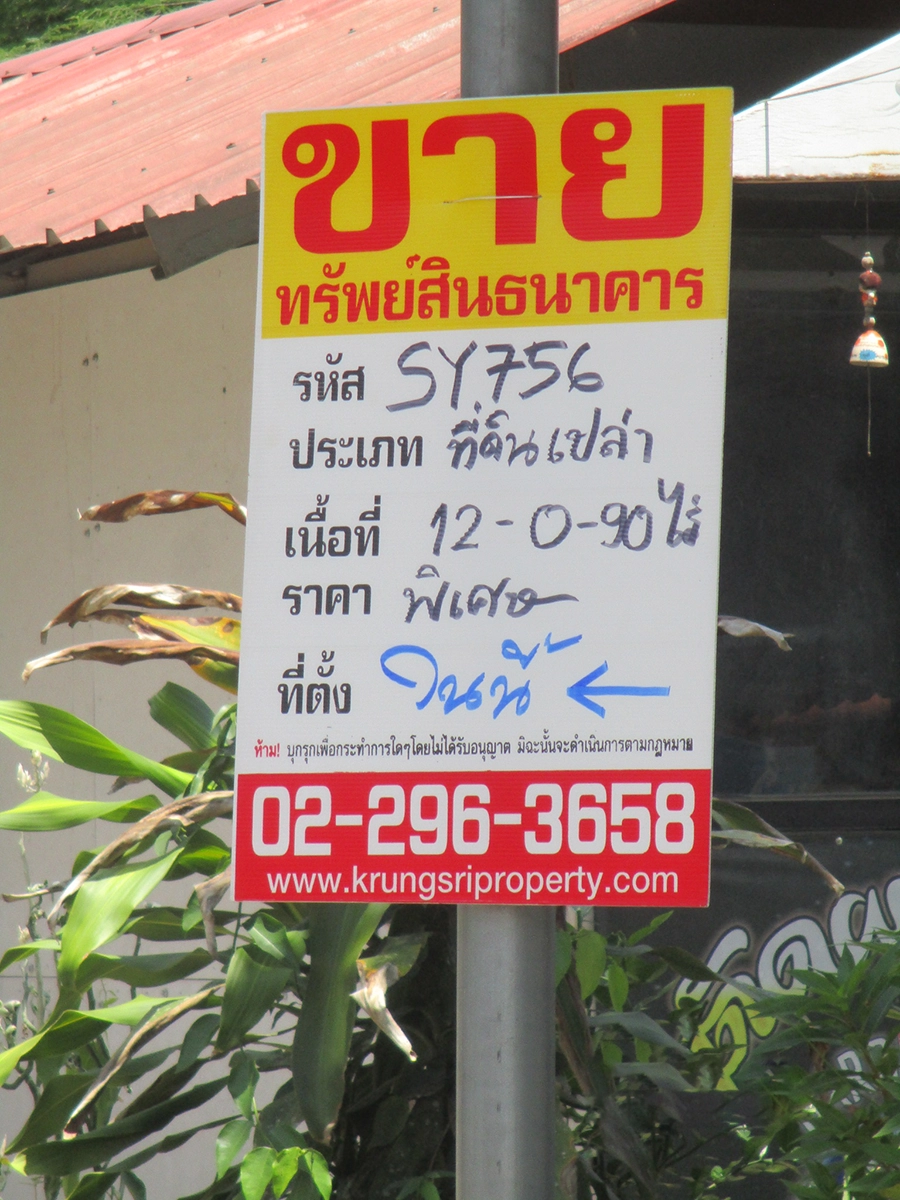 ขาย
ทรัพย์สินธนาคาร
รหัส SY756
ประเภท ที่ดินเปล่า
เนื้อที่ 12-0-90 ไร่
ราคา พิเศษ
ที่ตั้ง ในนี้ ←
ห้าม! บุกรุกเพื่อกระทำการใดๆโดยไม่ได้รับอนุญาต มิฉะนั้นจะดำเนินการตามกฎหมาย
02-296-3658
www.krungsriproperty.com